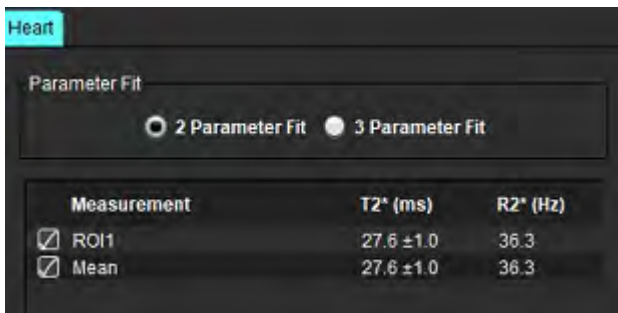 Heart
Parameter Fit
2 Parameter Fit 3 Parameter Fit
Measurement T2* (ms) R2* (Hz)
ROI1 27.6 ±1.0 36.3
Mean 27.6 ±1.0 36.3